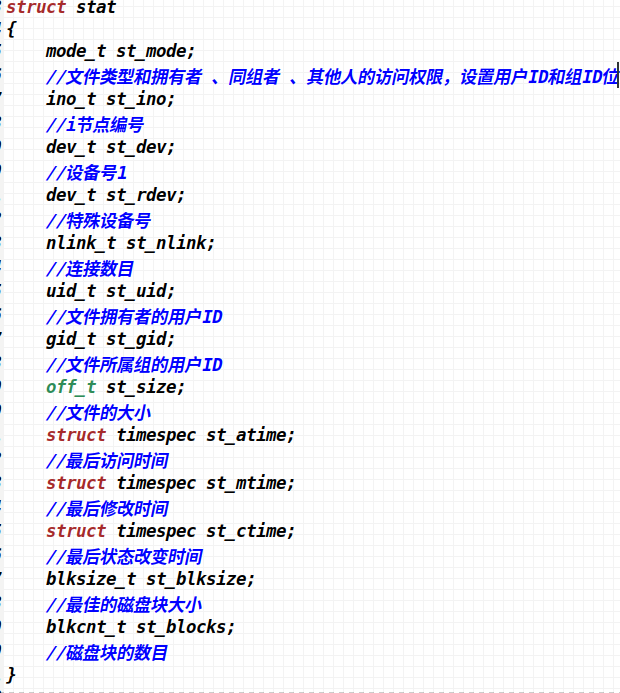 struct stat
{
mode_t st_mode;
//文件类型和拥有者 、同组者 、其他人的访问权限，设置用户ID和组ID位
ino_t st_ino;
//i节点编号
dev_t st_dev;
//设备号1
dev_t st_rdev;
//特殊设备号
nlink_t st_nlink;
//连接数目
uid_t st_uid;
//文件拥有者的用户ID
gid_t st_gid;
//文件所属组的用户ID
off_t st_size;
//文件的大小
struct timespec st_atime;
//最后访问时间
struct timespec st_mtime;
//最后修改时间
struct timespec st_ctime;
//最后状态改变时间
blksize_t st_blksize;
//最佳的磁盘块大小
blkcnt_t st_blocks;
//磁盘块的数目
}